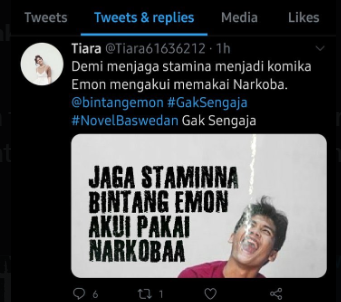 Tweets Tweets & replies Media Likes
Tiara @Tiara61636212 · 1h
Demi menjaga stamina menjadi komika
Emon mengakui memakai Narkoba.
@bintangemon #GakSengaja
#NovelBaswedan Gak Sengaja
JAGA STAMINNA
BINTANG EMON
AKUI PAKAI
NARKOBAA
6 1